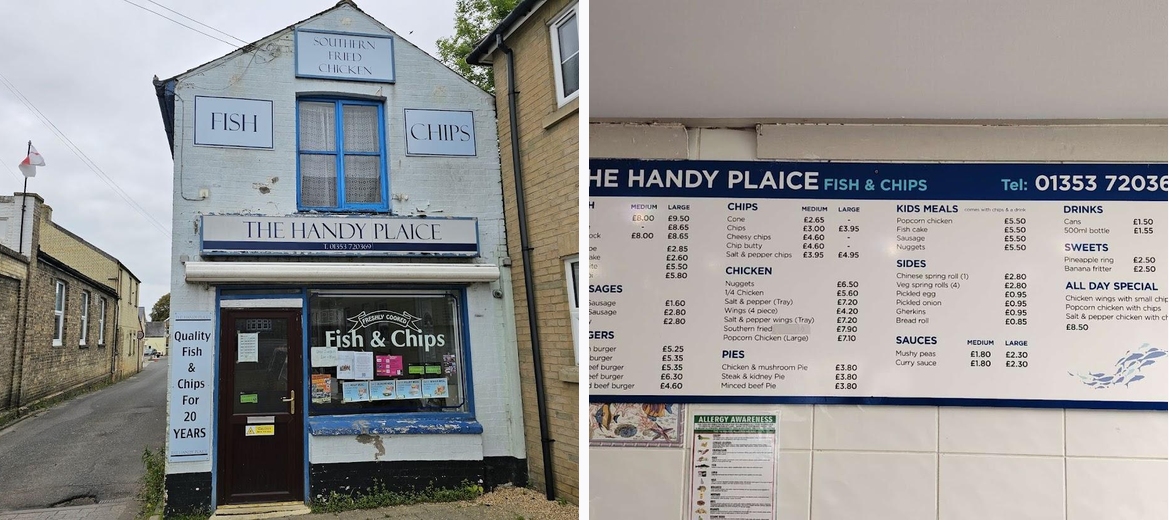 SOUTHERN
FRIED
CHICKEN
FISH
CHIPS
THE HANDY PLAICE
T. 01353 720369
FRESHLY COOKED
Fish & Chips
Quality
Fish
&
Chips
For
20
YEARS
HE HANDY PLAICE FISH & CHIPS Tel: 01353 72036
H MEDIUM LARGE
£8.00 £9.50
- £8.65
ock £8.00 £8.65
be £2.85
ake £2.60
e £5.50
pi £5.80
SAGES
Sausage £1.60
Sausage £2.80
y £2.80
GERS
n burger £5.25
burger £5.35
eef burger £6.30
d beef burger £4.60
CHIPS MEDIUM LARGE
Cone £2.65 -
Chips £3.00 £3.95
Cheesy chips £4.60 -
Chip butty £4.60 -
Salt & pepper chips £3.95 £4.95
CHICKEN
Nuggets £6.50
1/4 Chicken £5.60
Salt & pepper (Tray) £7.20
Wings (4 piece) £4.20
Salt & pepper wings (Tray) £7.20
Southern fried £7.90
Popcorn Chicken (Large) £7.10
PIES
Chicken & mushroom Pie £3.80
Steak & kidney Pie £3.80
Minced beef Pie £3.80
KIDS MEALS comes with chips & a drink
Popcorn chicken £5.50
Fish cake £5.50
Sausage £5.50
Nuggets £5.50
SIDES
Chinese spring roll (1) £2.80
Veg spring rolls (4) £2.80
Pickled egg £0.95
Pickled onion £0.95
Gherkins £0.95
Bread roll £0.85
SAUCES MEDIUM LARGE
Mushy peas £1.80 £2.30
Curry sauce £1.80 £2.30
DRINKS
Cans £1.50
500ml bottle £1.55
SWEETS
Pineapple ring £2.50
Banana fritter £2.50
ALL DAY SPECIAL
Chicken wings with small chip
Popcorn chicken with chips
Salt & pepper chicken with ch
£8.50
ALLERGY AWARENESS